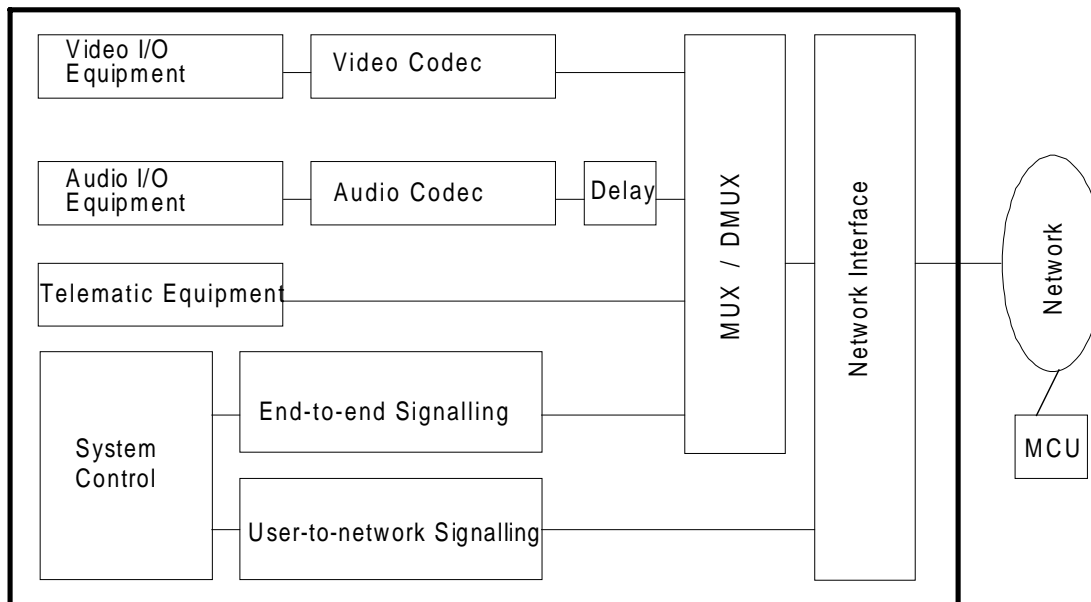 Video I/O
Equipment
Video Codec
Audio I/O
Equipment
Audio Codec
Delay
Telematic Equipment
System
Control
End-to-end Signalling
User-to-network Signalling
MUX / DMUX
Network Interface
Network
MCU